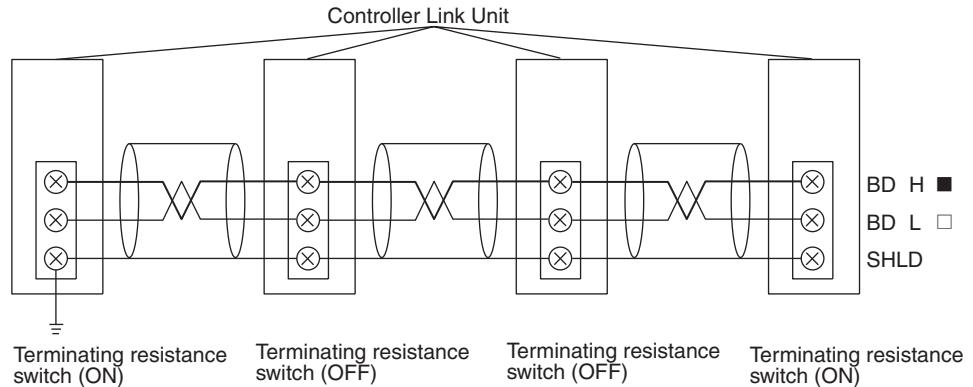 Controller Link Unit
BD H ■
BD L □
SHLD
Terminating resistance
switch (ON)
Terminating resistance
switch (OFF)
Terminating resistance
switch (OFF)
Terminating resistance
switch (ON)